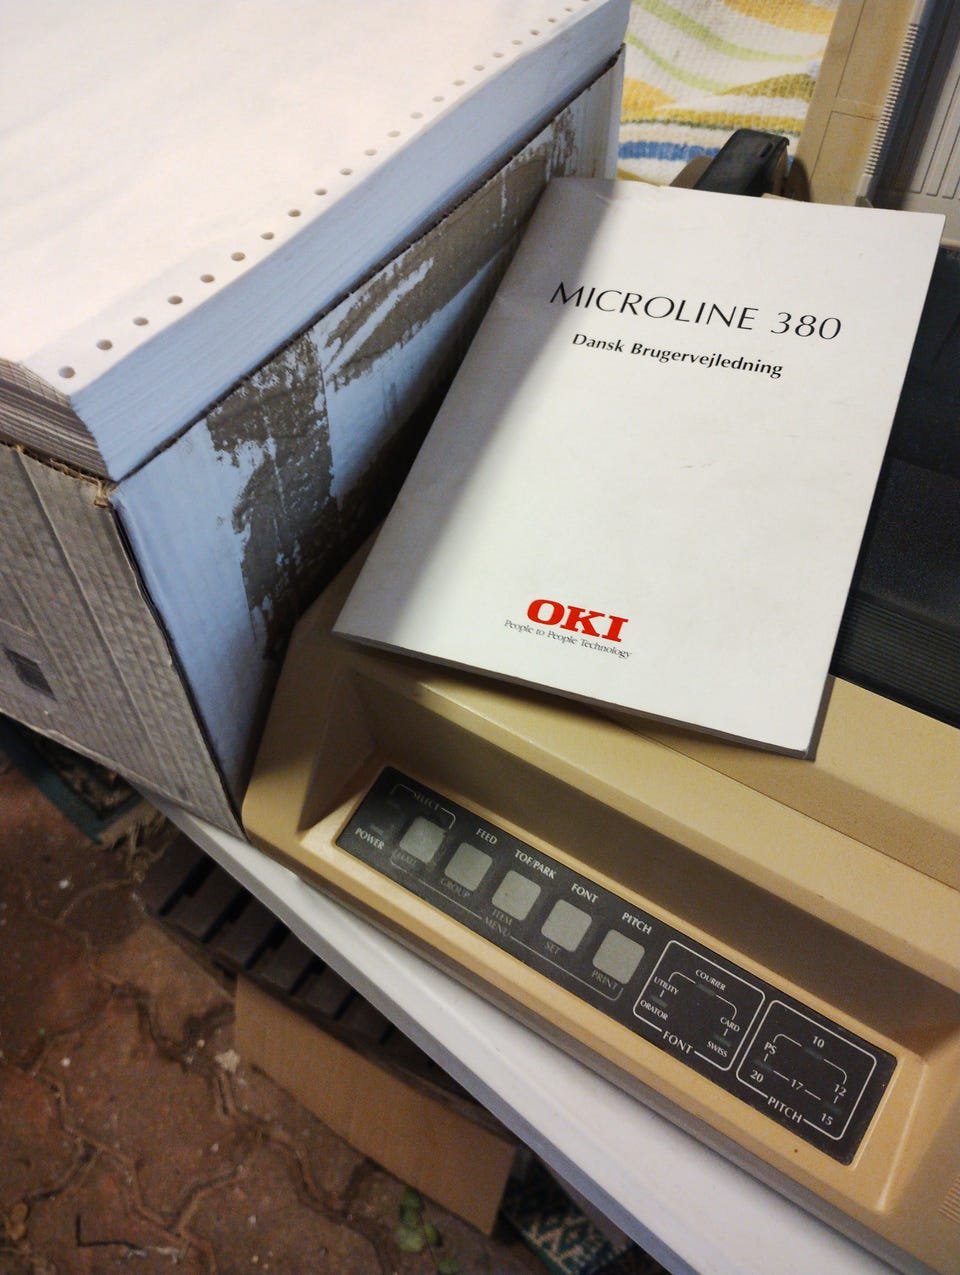 MICROLINE 380
Dansk Brugervejledning
OKI
People to People Technology
SELECT
POWER
FEED
TOF/PARK
FONT
PITCH
GROUP
ITEM
MENU
SET
PRINT
COURIER
UTILITY
ORATOR
CARD
SWISS
FONT
10
PS
12
20
17
15
PITCH